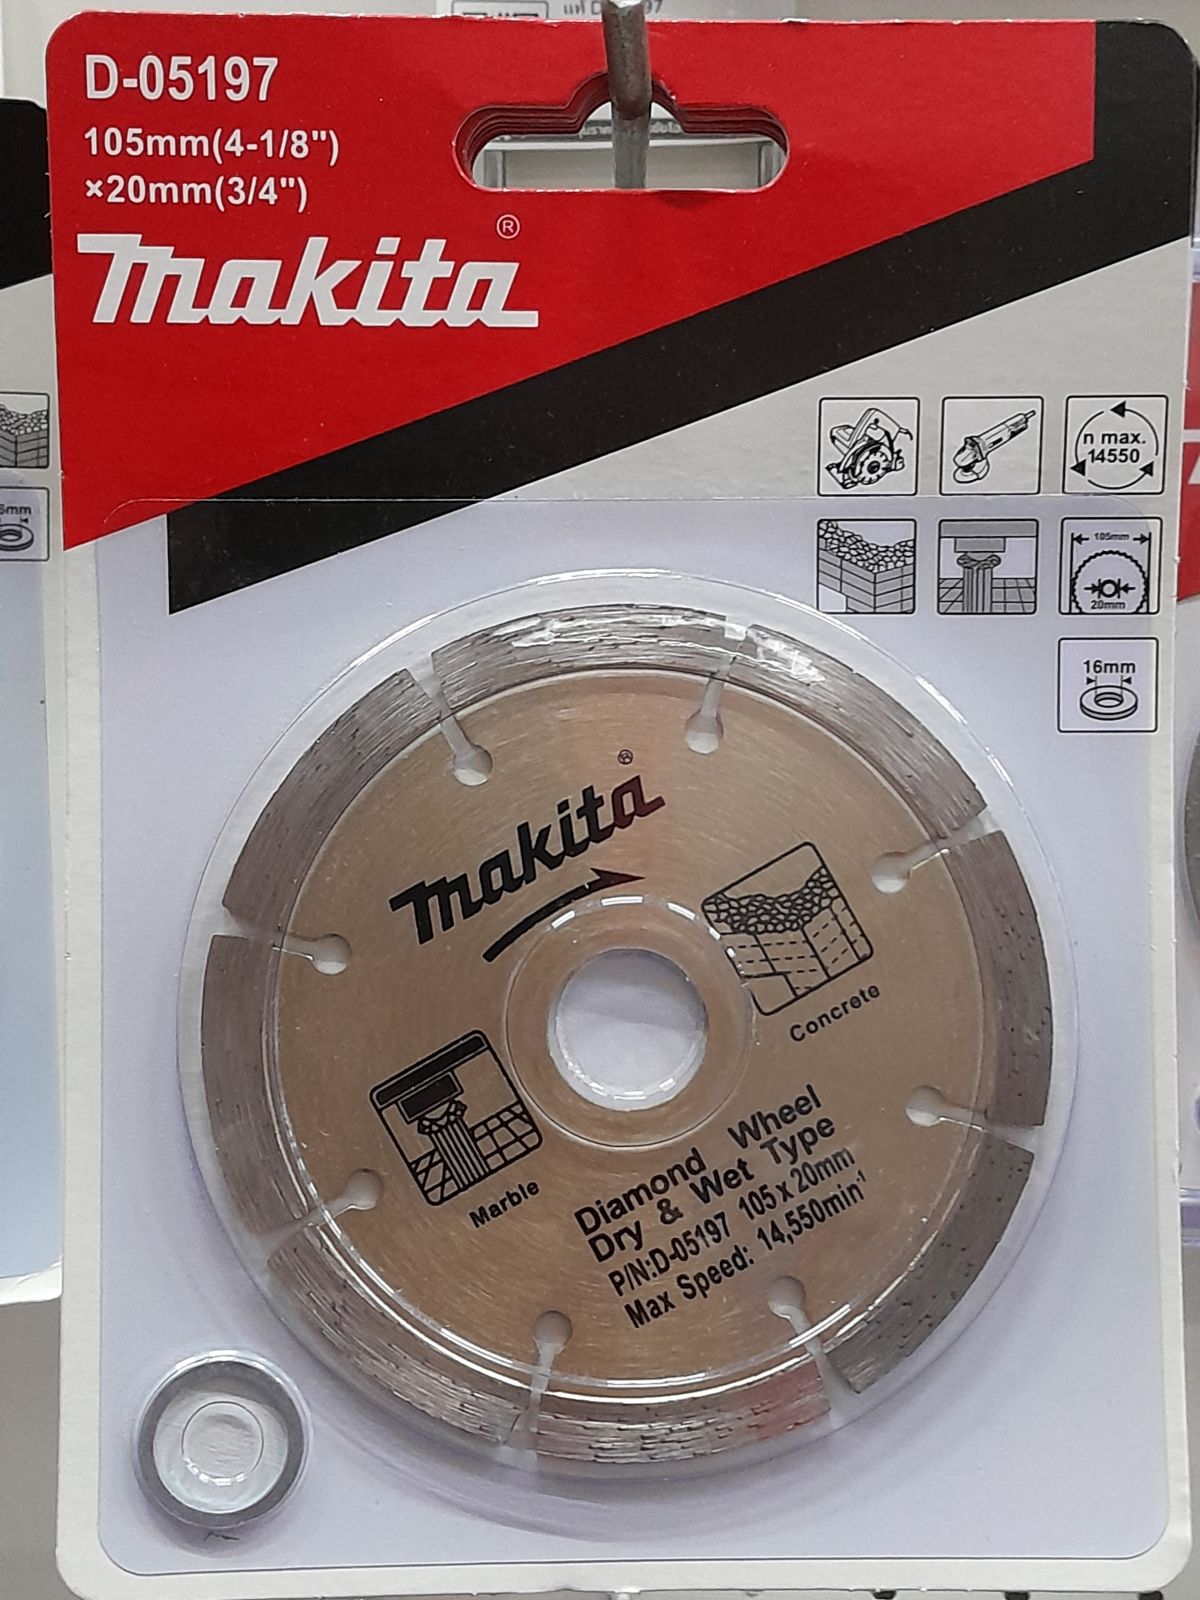 D-05197
105mm(4-1/8")
×20mm(3/4")
makita®
n max.
14550
105mm
20mm
16mm
makita®
Concrete
Marble
Diamond Wheel
Dry & Wet Type
P/N:D-05197 105 x 20mm
Max Speed: 14,550min⁻¹